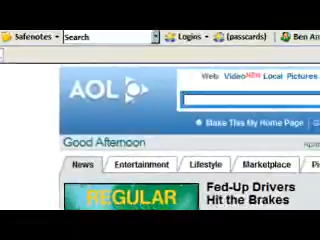 Safenotes Search Logins (passcards) Ben
AOL
Web Video NEW Local Pictures
Make This My Home Page
Good Afternoon
News Entertainment Lifestyle Marketplace
REGULAR
Fed-Up Drivers
Hit the Brakes